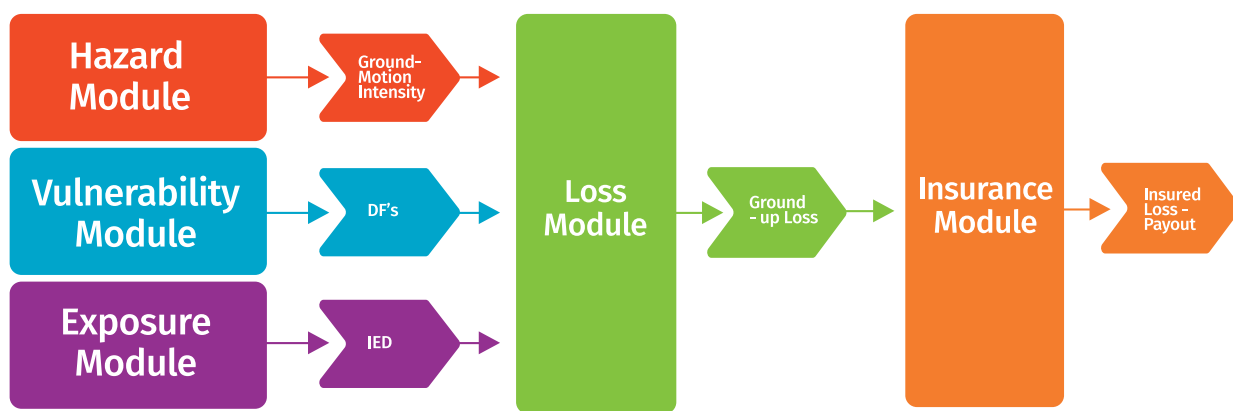 Hazard
Module
Ground-
Motion
Intensity
Vulnerability
Module
DF's
Exposure
Module
IED
Loss
Module
Ground
- up Loss
Insurance
Module
Insured
Loss -
Payout